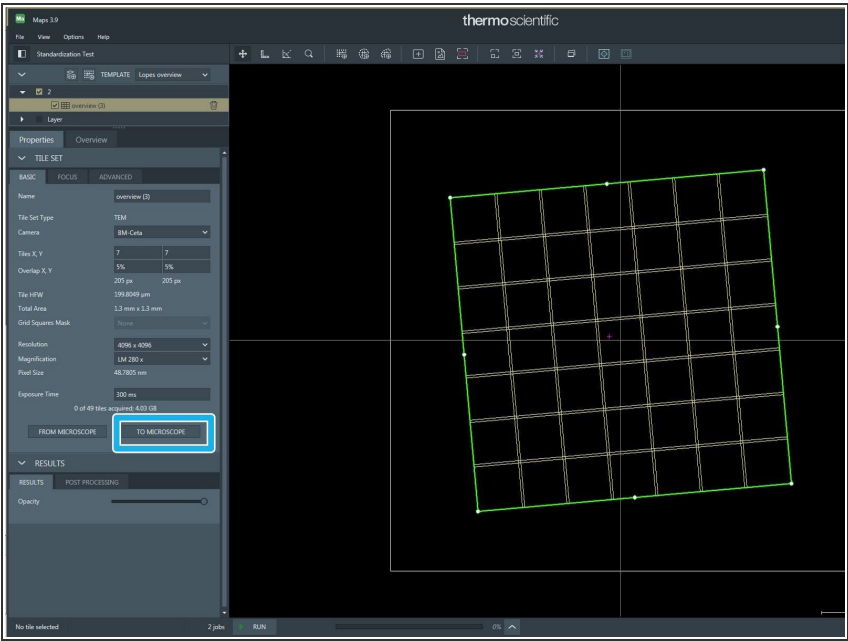 Ma Maps 3.9
thermoscientific
File View Options Help
Standardization Test
TEMPLATE Lopes overview
2
overview (3)
Layer
Properties Overview
TILE SET
BASIC FOCUS ADVANCED
Name overview (3)
Tile Set Type TEM
Camera BM-Ceta
Tiles X, Y 7 7
Overlap X, Y 5% 5%
205 px 205 px
Tile HFW 199.8049 µm
Total Area 1.3 mm x 1.3 mm
Grid Squares Mask None
Resolution 4096 x 4096
Magnification LM 280 x
Pixel Size 48.7805 nm
Exposure Time 300 ms
0 of 49 tiles acquired; 4.03 GB
FROM MICROSCOPE TO MICROSCOPE
RESULTS
RESULTS POST PROCESSING
Opacity
No tile selected 2 jobs RUN 0%